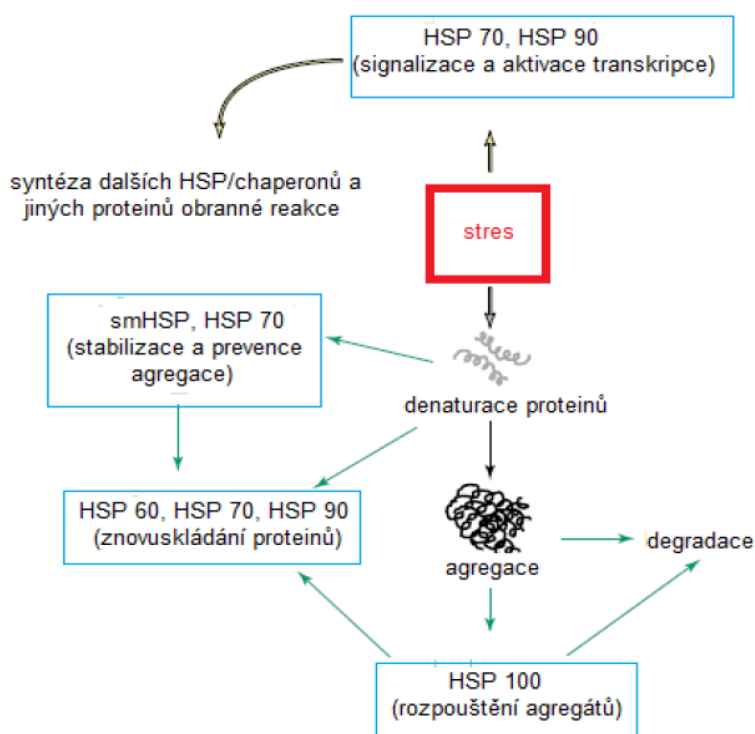 HSP 70, HSP 90
(signalizace a aktivace transkripce)
syntéza dalších HSP/chaperonů a
jiných proteinů obranné reakce
stres
smHSP, HSP 70
(stabilizace a prevence
agregace)
denaturace proteinů
HSP 60, HSP 70, HSP 90
(znovuskládání proteinů)
agregace
degradace
HSP 100
(rozpouštění agregátů)